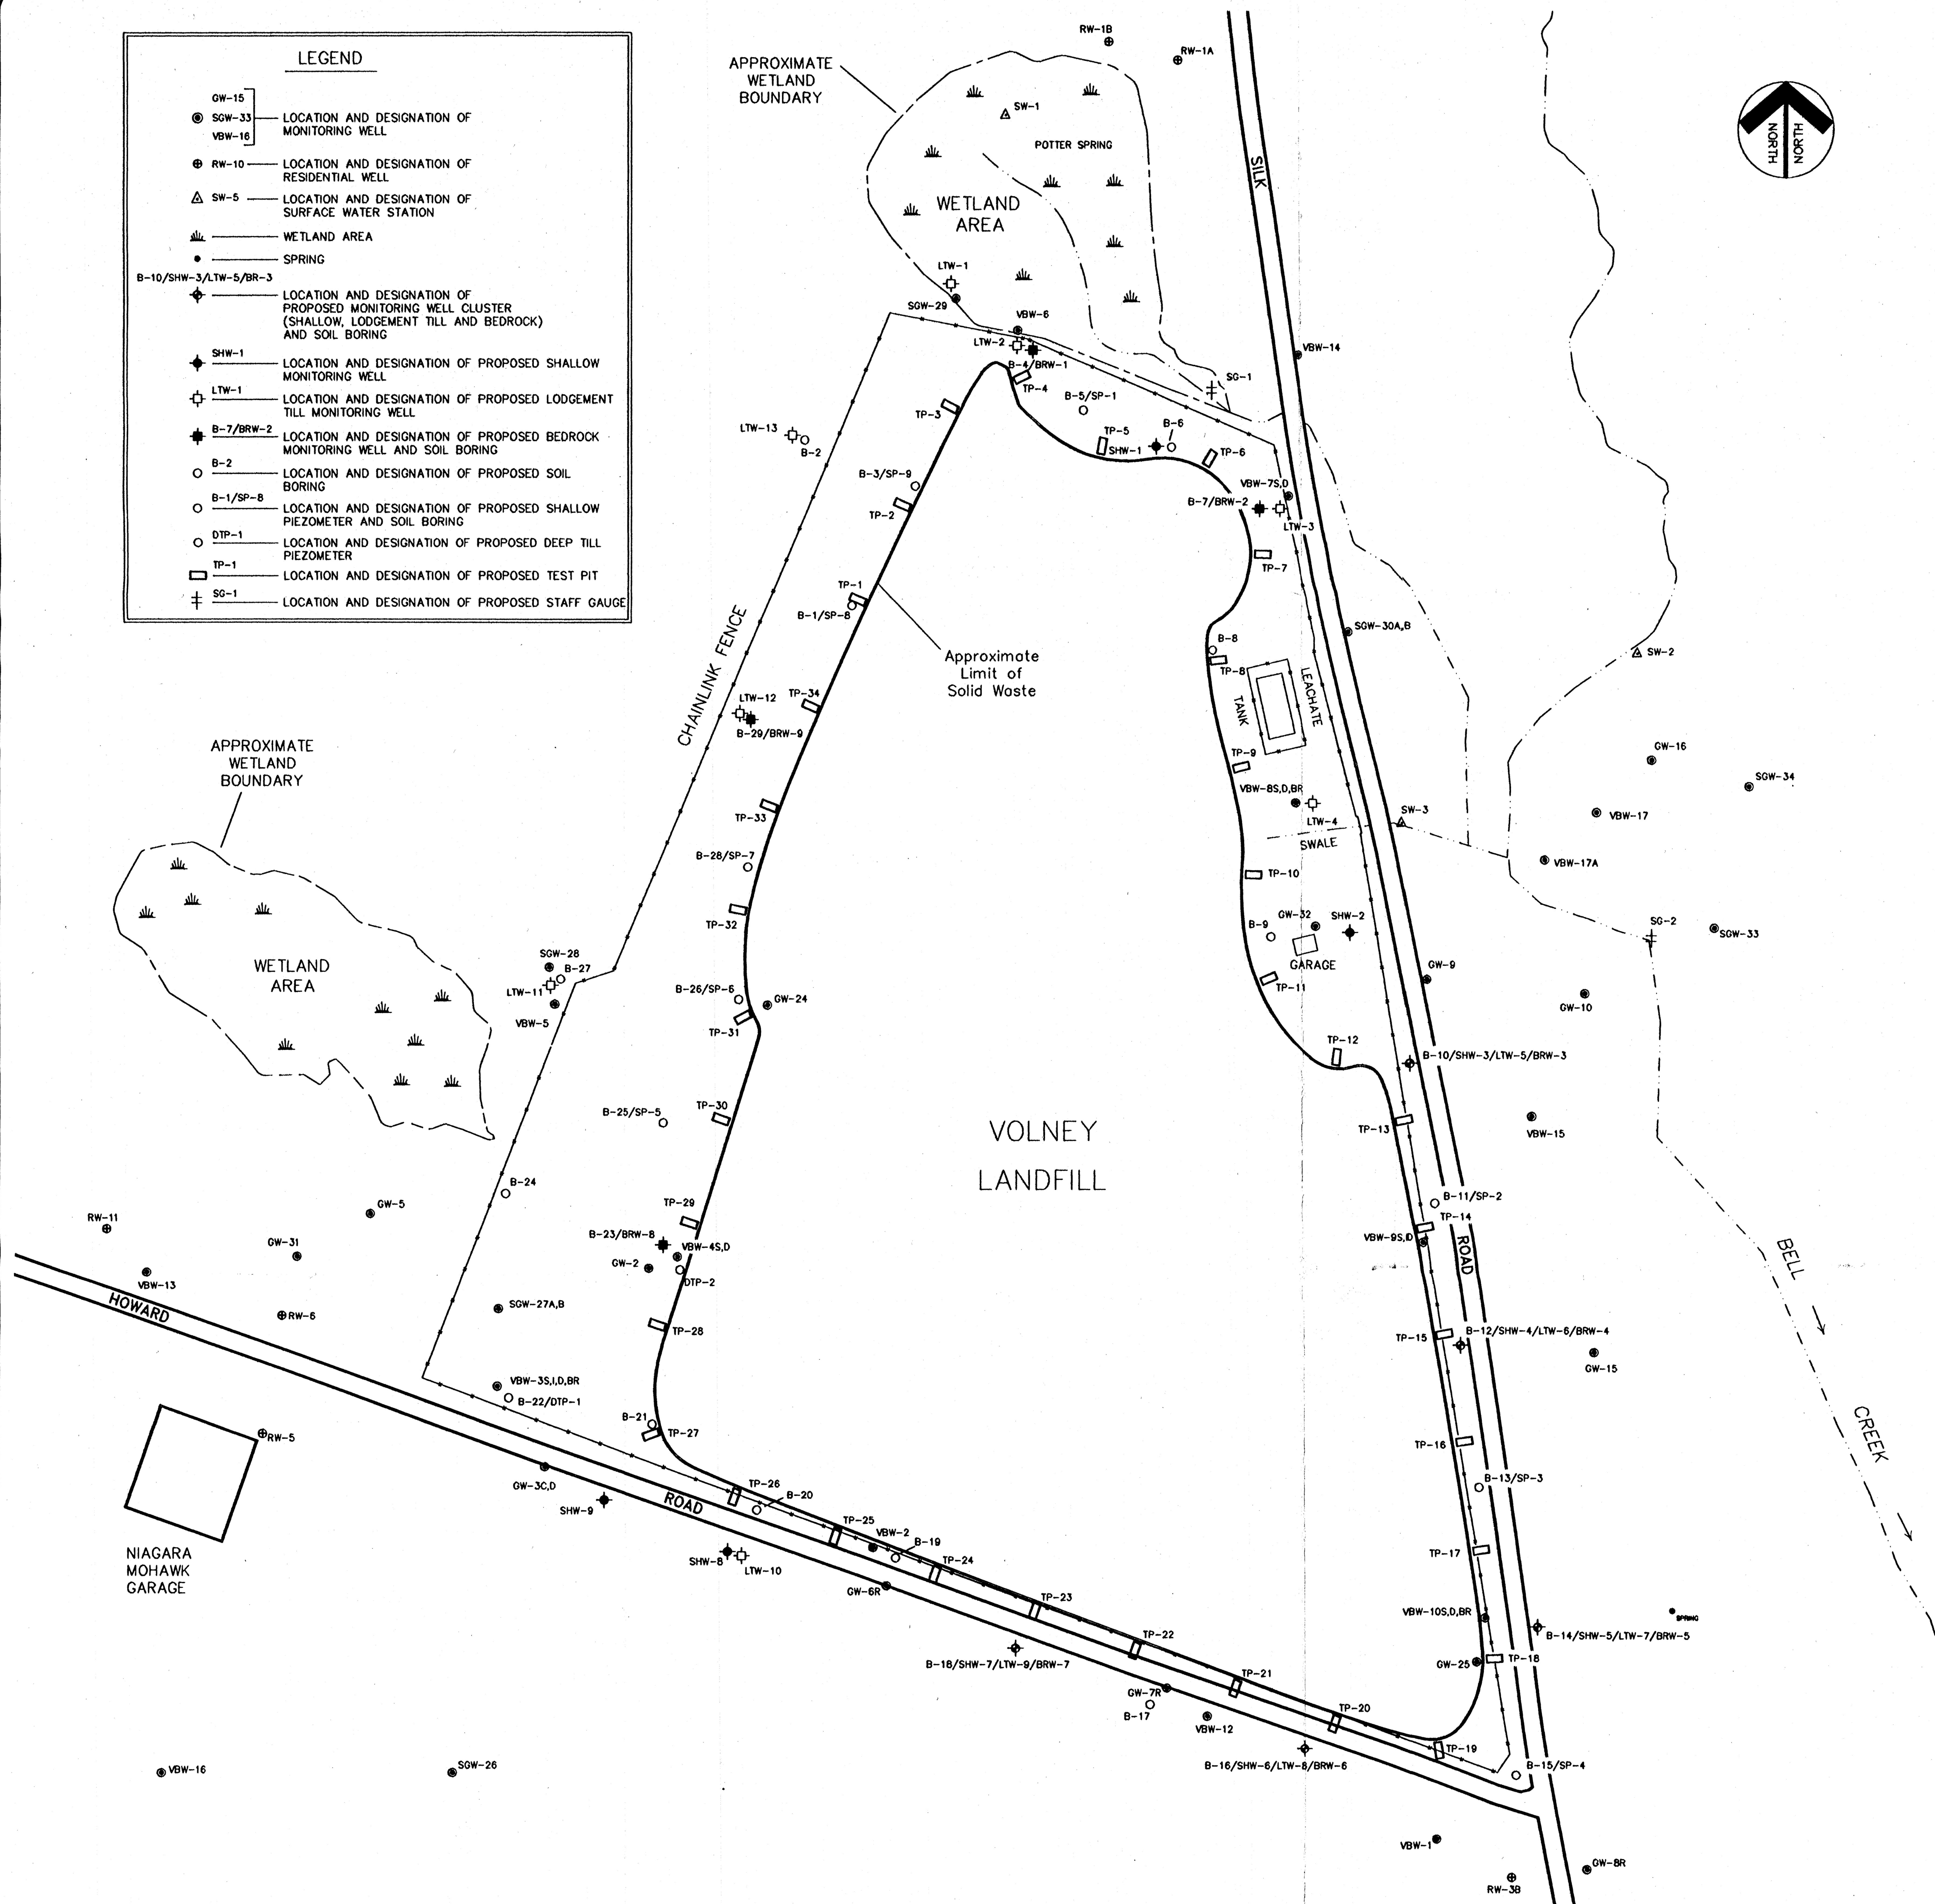 LEGEND
GW-15
SGW-33
VBW-16
LOCATION AND DESIGNATION OF
MONITORING WELL
RW-10
LOCATION AND DESIGNATION OF
RESIDENTIAL WELL
SW-5
LOCATION AND DESIGNATION OF
SURFACE WATER STATION
WETLAND AREA
SPRING
B-10/SHW-3/LTW-5/BR-3
LOCATION AND DESIGNATION OF
PROPOSED MONITORING WELL CLUSTER
(SHALLOW, LODGEMENT TILL AND BEDROCK)
AND SOIL BORING
SHW-1
LOCATION AND DESIGNATION OF PROPOSED SHALLOW
MONITORING WELL
LTW-1
LOCATION AND DESIGNATION OF PROPOSED LODGEMENT
TILL MONITORING WELL
B-7/BRW-2
LOCATION AND DESIGNATION OF PROPOSED BEDROCK
MONITORING WELL AND SOIL BORING
B-2
LOCATION AND DESIGNATION OF PROPOSED SOIL
BORING
B-1/SP-8
LOCATION AND DESIGNATION OF PROPOSED SHALLOW
PIEZOMETER AND SOIL BORING
DTP-1
LOCATION AND DESIGNATION OF PROPOSED DEEP TILL
PIEZOMETER
TP-1
LOCATION AND DESIGNATION OF PROPOSED TEST PIT
SG-1
LOCATION AND DESIGNATION OF PROPOSED STAFF GAUGE
RW-1B
RW-1A
APPROXIMATE
WETLAND
BOUNDARY
SW-1
POTTER SPRING
SILK
NORTH
NORTH
WETLAND
AREA
LTW-1
SGW-29
VBW-6
LTW-2
B-4/BRW-1
TP-4
VBW-14
SG-1
TP-3
B-5/SP-1
LTW-13
B-2
TP-5
SHW-1
B-6
TP-6
B-3/SP-9
TP-2
VBW-7S,D
B-7/BRW-2
LTW-3
TP-7
TP-1
B-1/SP-8
CHAINLINK FENCE
Approximate
Limit of
Solid Waste
SGW-30A,B
B-8
TP-8
SW-2
TANK
LEACHATE
LTW-12
TP-34
B-29/BRW-9
APPROXIMATE
WETLAND
BOUNDARY
TP-9
GW-16
SGW-34
VBW-8S,D,BR
LTW-4
SW-3
VBW-17
TP-33
SWALE
B-28/SP-7
VBW-17A
TP-10
TP-32
B-9
GW-32
SHW-2
SG-2
SGW-33
GARAGE
WETLAND
AREA
SGW-28
B-27
LTW-11
VBW-5
B-26/SP-6
GW-24
TP-31
TP-11
GW-9
GW-10
TP-12
B-10/SHW-3/LTW-5/BRW-3
B-25/SP-5
TP-30
TP-13
VBW-15
VOLNEY
LANDFILL
B-24
TP-29
B-11/SP-2
TP-14
GW-5
RW-11
GW-31
B-23/BRW-8
VBW-4S,D
GW-2
DTP-2
VBW-9S,D
ROAD
BELL
VBW-13
HOWARD
RW-6
SGW-27A,B
TP-28
TP-15
B-12/SHW-4/LTW-6/BRW-4
GW-15
VBW-3S,I,D,BR
B-22/DTP-1
B-21
TP-27
RW-5
TP-16
CREEK
GW-3C,D
SHW-9
ROAD
TP-26
B-20
B-13/SP-3
TP-25
VBW-2
B-19
TP-24
TP-17
NIAGARA
MOHAWK
GARAGE
SHW-8
LTW-10
GW-6R
TP-23
VBW-10S,D,BR
SPRING
B-14/SHW-5/LTW-7/BRW-5
TP-22
B-18/SHW-7/LTW-9/BRW-7
GW-25
TP-18
TP-21
GW-7R
B-17
VBW-12
TP-20
TP-19
B-16/SHW-6/LTW-8/BRW-6
B-15/SP-4
VBW-16
SGW-26
VBW-1
GW-8R
RW-3B